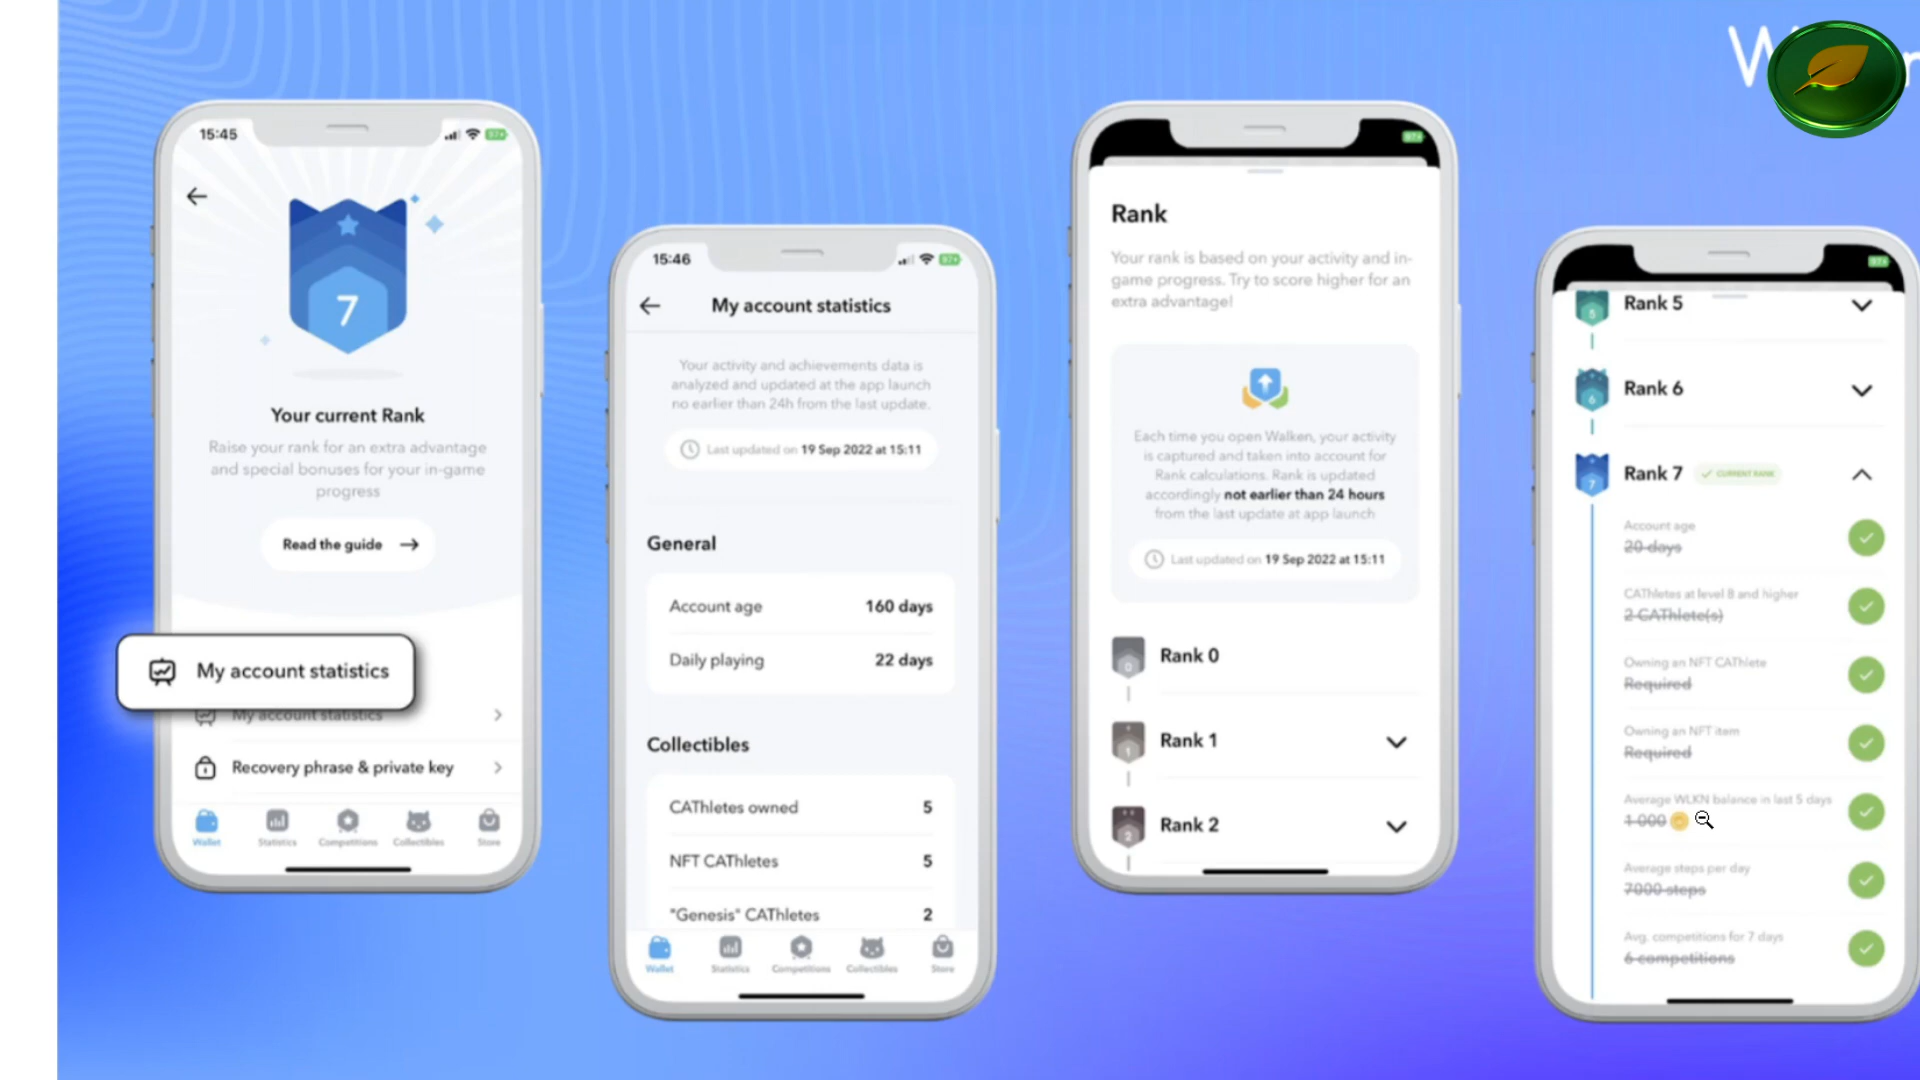 W
15:45
97+
7
Your current Rank
Raise your rank for an extra advantage
and special bonuses for your in-game
progress
Read the guide
My account statistics
My account statistics
Recovery phrase & private key
Wallet
Statistics
Competitions
Collectibles
Store
15:46
97+
My account statistics
Your activity and achievements data is
analyzed and updated at the app launch
no earlier than 24h from the last update.
Last updated on 19 Sep 2022 at 15:11
General
Account age 160 days
Daily playing 22 days
Collectibles
CAThletes owned 5
NFT CAThletes 5
"Genesis" CAThletes 2
Wallet
Statistics
Competitions
Collectibles
Store
97+
Rank
Your rank is based on your activity and in-
game progress. Try to score higher for an
extra advantage!
Each time you open Walken, your activity
is captured and taken into account for
Rank calculations. Rank is updated
accordingly not earlier than 24 hours
from the last update at app launch
Last updated on 19 Sep 2022 at 15:11
0 Rank 0
1 Rank 1
2 Rank 2
97+
5 Rank 5
6 Rank 6
7 Rank 7 CURRENT RANK
Account age
20 days
CAThletes at level 8 and higher
2 CAThlete(s)
Owning an NFT CAThlete
Required
Owning an NFT item
Required
Average WLKN balance in last 5 days
1 000
Average steps per day
7000 steps
Avg. competitions for 7 days
6 competitions